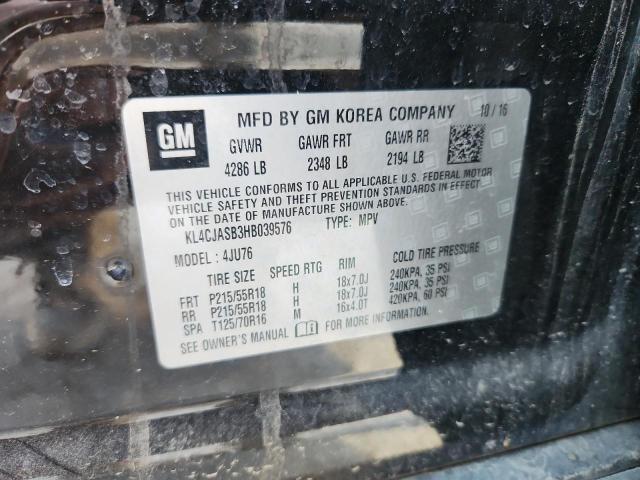 GM
MFD BY GM KOREA COMPANY 10/16
GVWR GAWR FRT GAWR RR
4286 LB 2348 LB 2194 LB
THIS VEHICLE CONFORMS TO ALL APPLICABLE U.S. FEDERAL MOTOR
VEHICLE SAFETY AND THEFT PREVENTION STANDARDS IN EFFECT
ON THE DATE OF MANUFACTURE SHOWN ABOVE.
KL4CJASB3HB039576 TYPE: MPV
MODEL : 4JU76
TIRE SIZE SPEED RTG RIM COLD TIRE PRESSURE
FRT P215/55R18 H 18x7.0J 240KPA, 35 PSI
RR P215/55R18 H 18x7.0J 240KPA, 35 PSI
SPA T125/70R16 M 16x4.0T 420KPA, 60 PSI
SEE OWNER'S MANUAL FOR MORE INFORMATION.